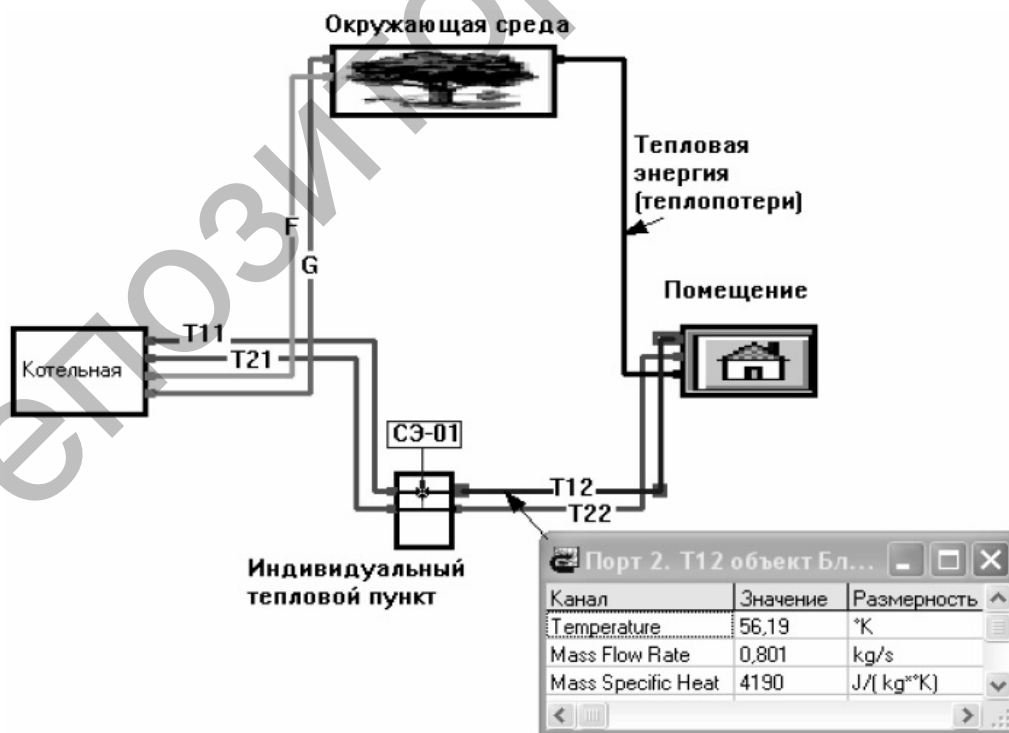 Окружающая среда
Тепловая
энергия
(теплопотери)
F
G
Помещение
Котельная
T11
T21
СЭ-01
T12
T22
Индивидуальный
тепловой пункт
Порт 2. T12 объект Бл...
Канал Значение Размерность
Temperature 56,19 °K
Mass Flow Rate 0,801 kg/s
Mass Specific Heat 4190 J/( kg*°K)
епозитор